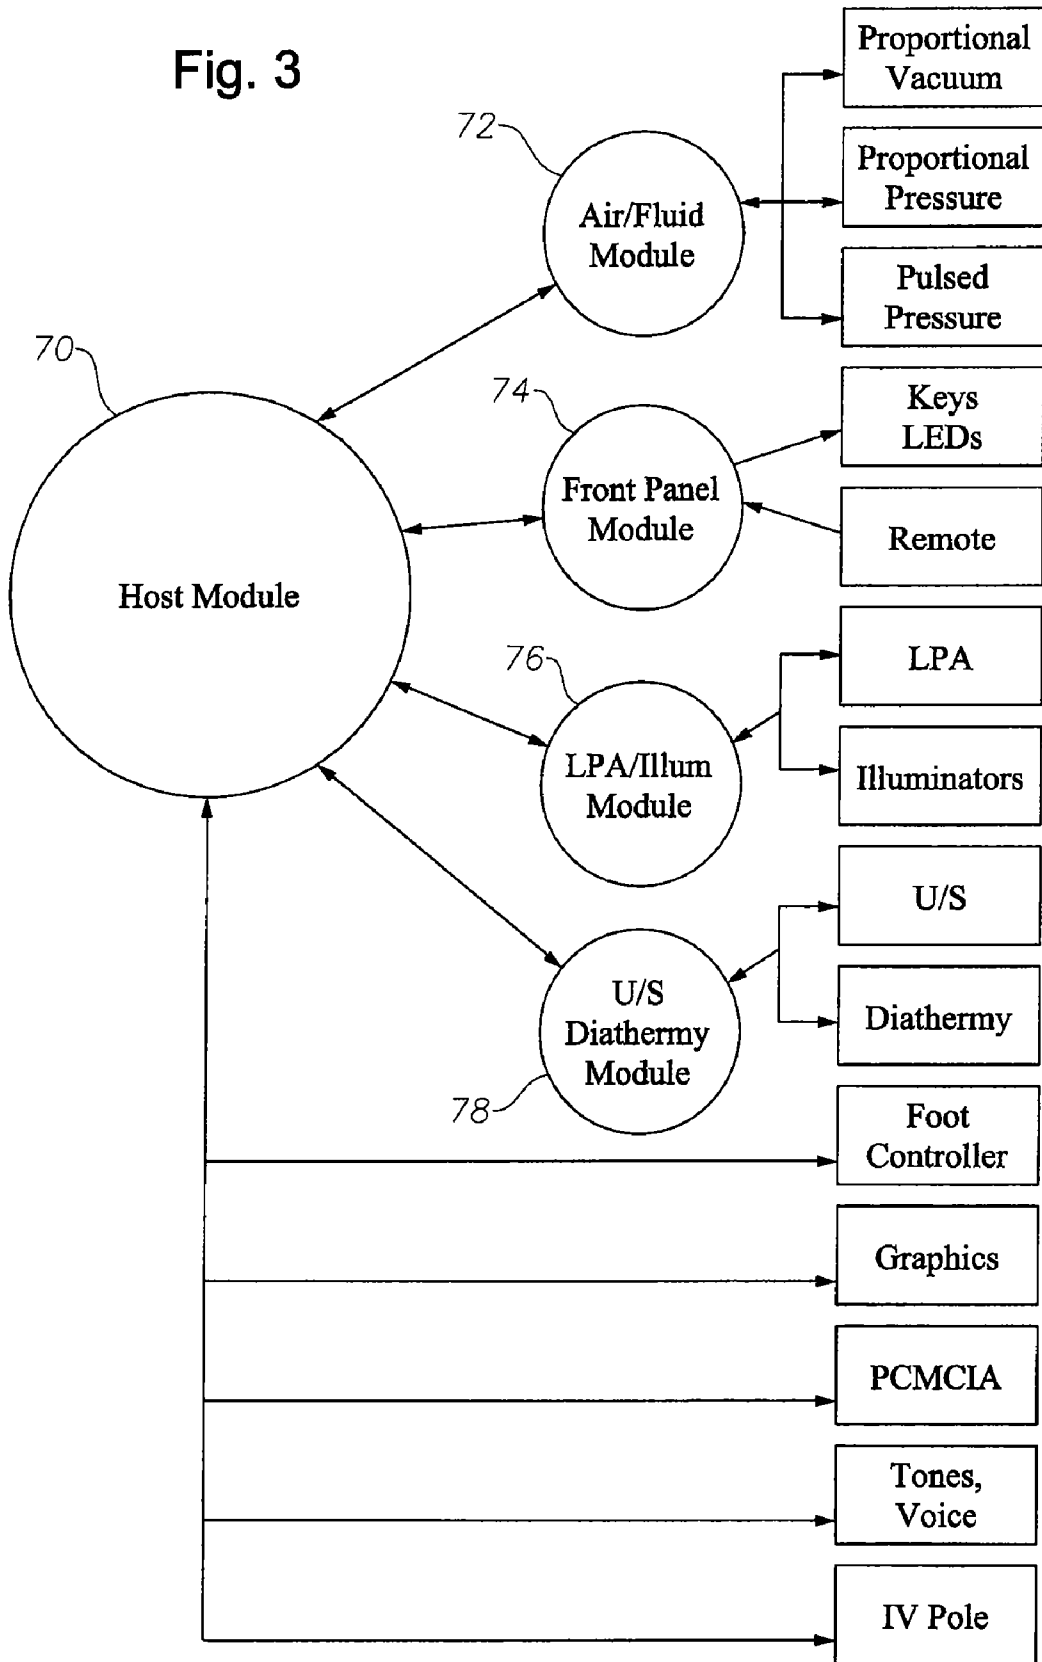 Fig. 3
Proportional
Vacuum
72
Proportional
Pressure
Air/Fluid
Module
Pulsed
Pressure
70
74
Keys
LEDs
Front Panel
Module
Remote
Host Module
76
LPA
LPA/Illum
Module
Illuminators
U/S
U/S
Diathermy
Module
Diathermy
78
Foot
Controller
Graphics
PCMCIA
Tones,
Voice
IV Pole